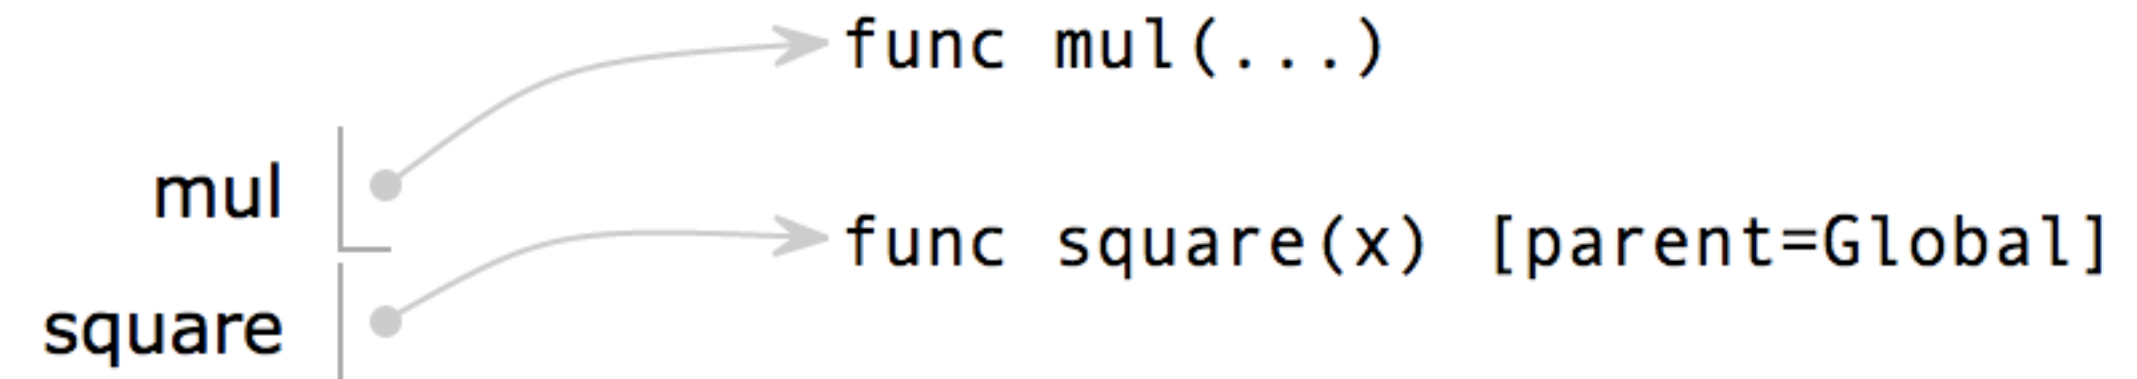 func mul(...)
mul
func square(x) [parent=Global]
square